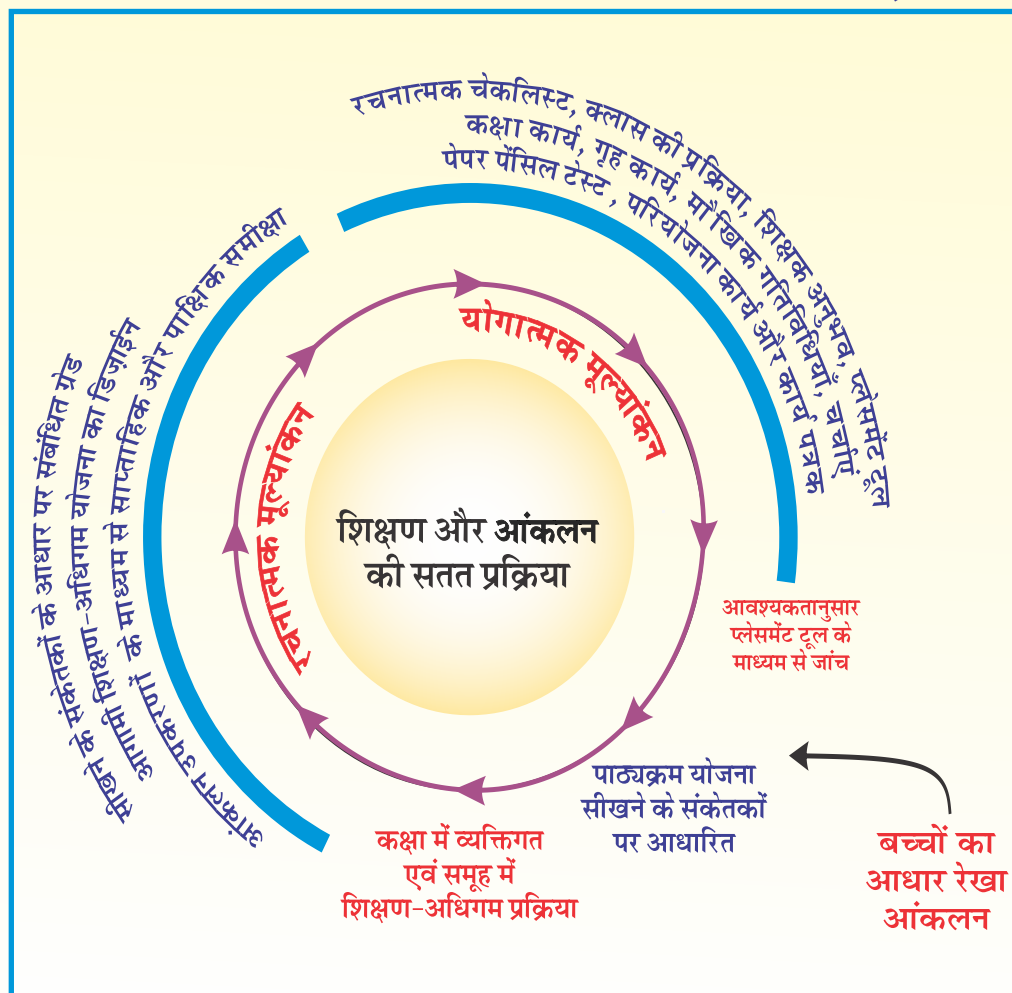 रचनात्मक चेकलिस्ट, क्लास की प्रक्रिया, शिक्षक अनुभव, प्लेसमेंट टूल
कक्षा कार्य, गृह कार्य, मौखिक गतिविधियाँ, चर्चाएं
पेपर पेंसिल टेस्ट , परियोजना कार्य और कार्य पत्रक
योगात्मक मूल्यांकन
सीखने के संकेतकों के आधार पर संबंधित ग्रेड
आगामी शिक्षण-अधिगम योजना का डिज़ाईन
आंकलन उपकरणों के माध्यम से साप्ताहिक और पाक्षिक समीक्षा
रचनात्मक मूल्यांकन
शिक्षण और आंकलन
की सतत प्रक्रिया
आवश्यकतानुसार
प्लेसमेंट टूल के
माध्यम से जांच
पाठ्यक्रम योजना
सीखने के संकेतकों
पर आधारित
कक्षा में व्यक्तिगत
एवं समूह में
शिक्षण-अधिगम प्रक्रिया
बच्चों का
आधार रेखा
आंकलन